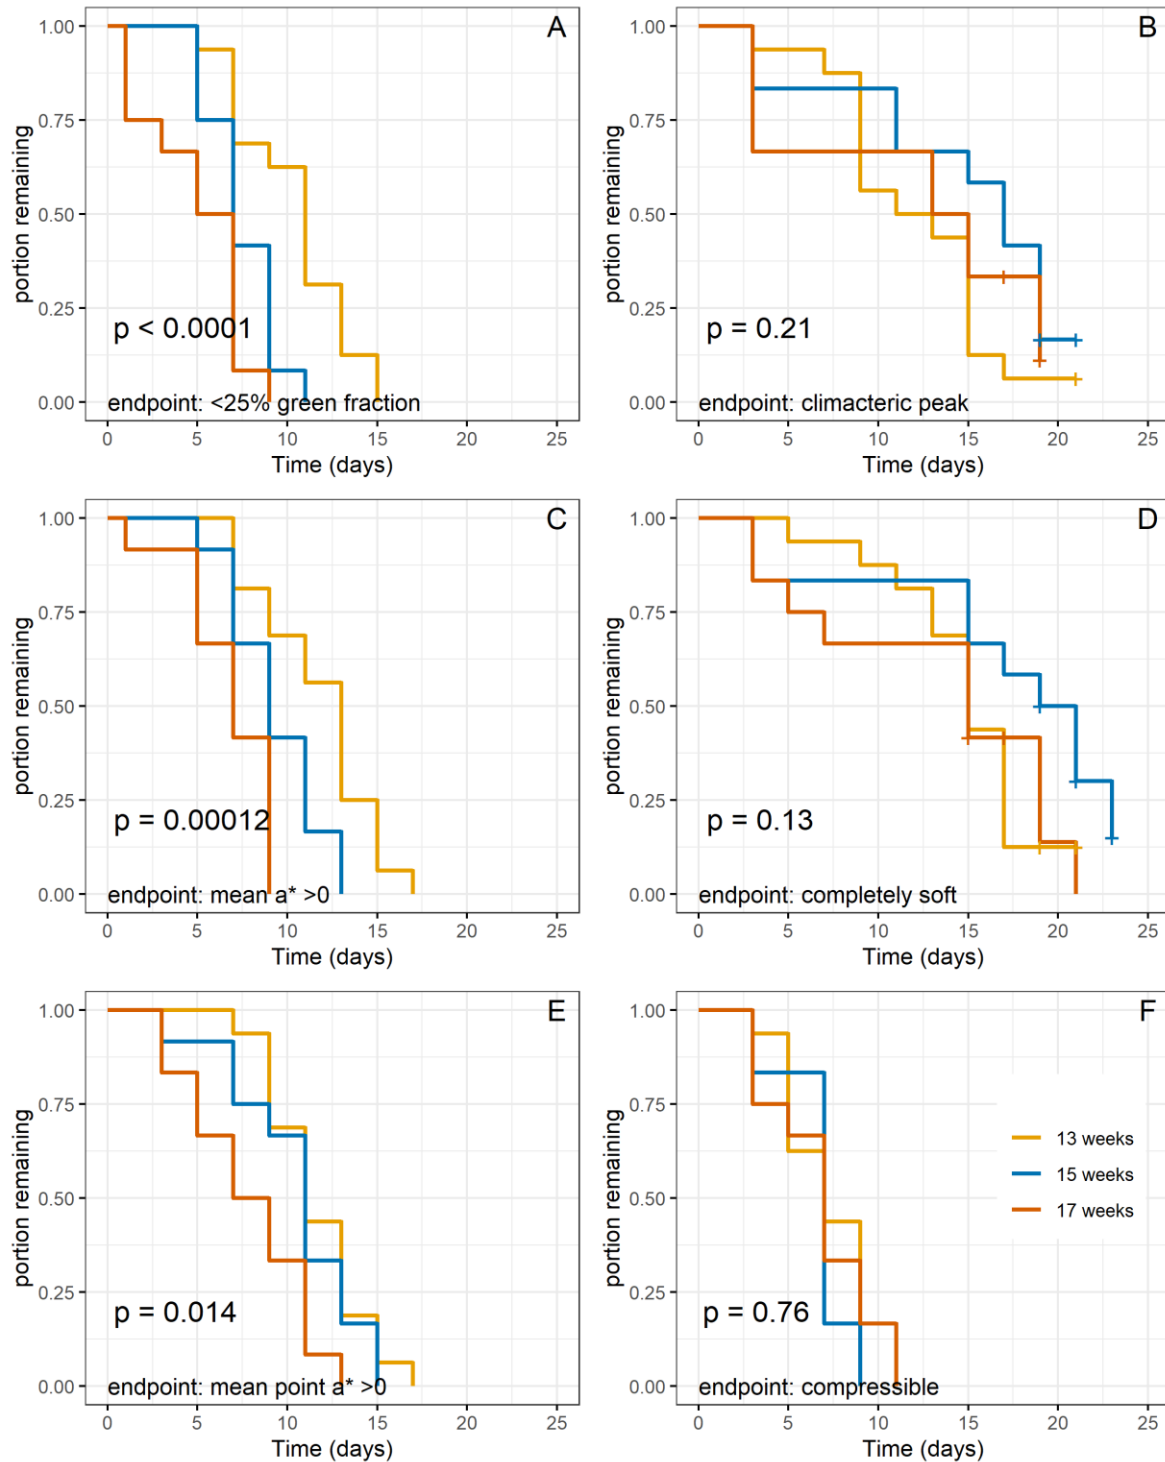 A
portion remaining
1.00
0.75
0.50
0.25
0.00
p < 0.0001
endpoint: <25% green fraction
0 5 10 15 20 25
Time (days)
B
portion remaining
1.00
0.75
0.50
0.25
0.00
p = 0.21
endpoint: climacteric peak
0 5 10 15 20 25
Time (days)
C
portion remaining
1.00
0.75
0.50
0.25
0.00
p = 0.00012
endpoint: mean a* >0
0 5 10 15 20 25
Time (days)
D
portion remaining
1.00
0.75
0.50
0.25
0.00
p = 0.13
endpoint: completely soft
0 5 10 15 20 25
Time (days)
E
portion remaining
1.00
0.75
0.50
0.25
0.00
p = 0.014
endpoint: mean point a* >0
0 5 10 15 20 25
Time (days)
F
portion remaining
1.00
0.75
0.50
0.25
0.00
13 weeks
15 weeks
17 weeks
p = 0.76
endpoint: compressible
0 5 10 15 20 25
Time (days)